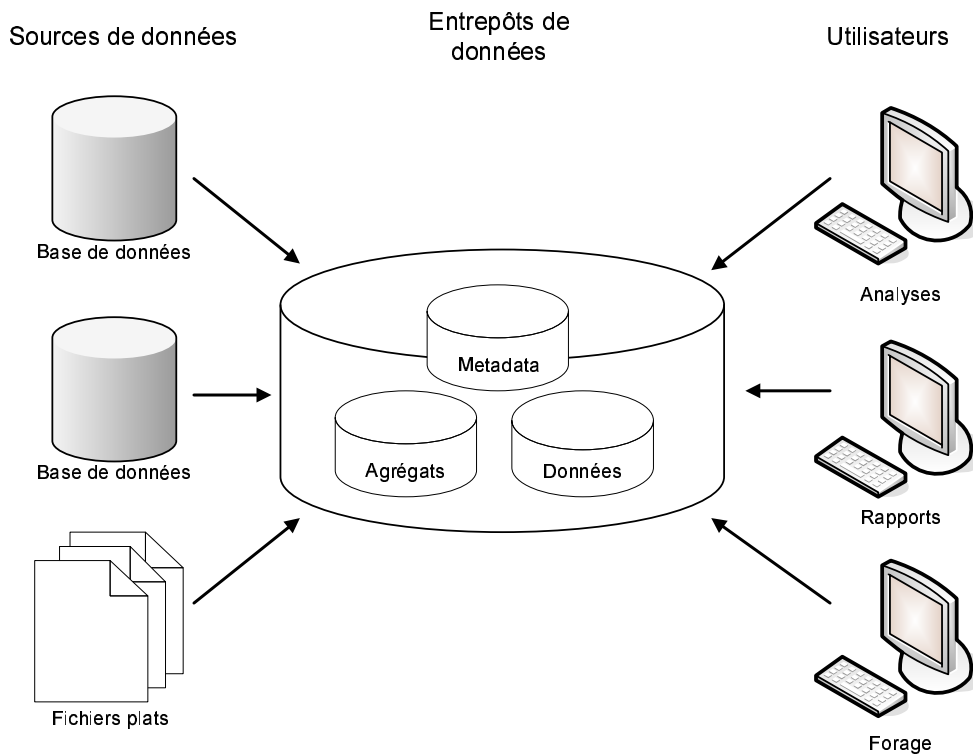 Sources de données
Entrepôts de
données
Utilisateurs
Base de données
Analyses
Metadata
Agrégats
Données
Base de données
Rapports
Fichiers plats
Forage